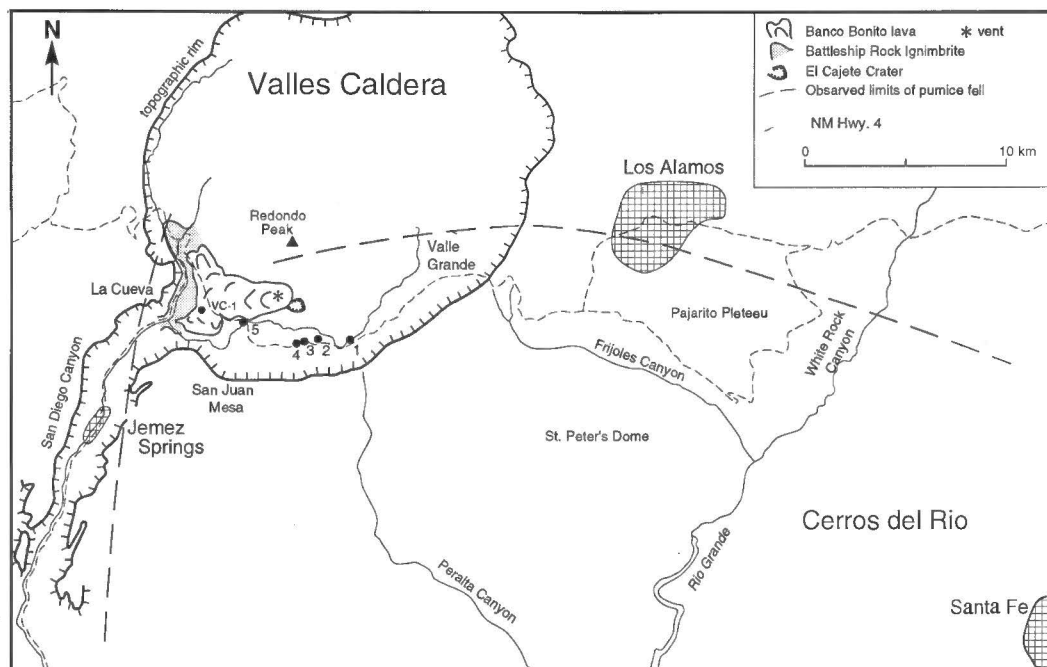 N
topographic rim
Valles Caldera
Banco Bonito lava
* vent
Battleship Rock Ignimbrite
El Cajete Crater
Obsarved limits of pumice fell
NM Hwy. 4
0
10 km
Los Alamos
Redondo
Peak
Valle
Grande
La Cueva
VC-1
*
5
4
3
2
1
Pajarito Pleteeu
White Rock
Canyon
Frijoles Canyon
San Juan
Mesa
San Diego Canyon
Jemez
Springs
St. Peter's Dome
Cerros del Rio
Rio Grande
Peralta Canyon
Santa Fe